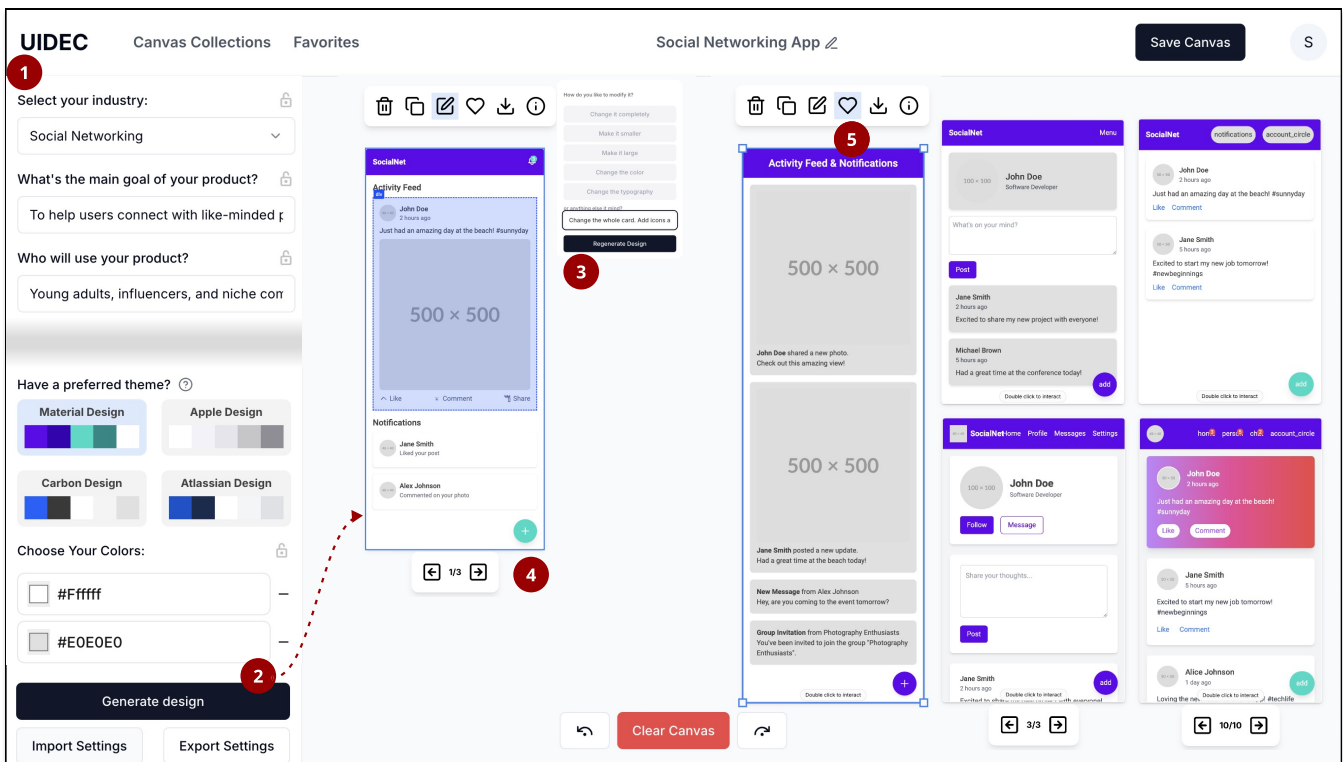 UIDEC
Canvas Collections
Favorites
Social Networking App
Save Canvas
S
1
Select your industry:
Social Networking
What's the main goal of your product?
To help users connect with like-minded p
Who will use your product?
Young adults, influencers, and niche com
Have a preferred theme?
Material Design
Apple Design
Carbon Design
Atlassian Design
Choose Your Colors:
#Ffffff
#E0E0E0
2
Generate design
Import Settings
Export Settings
SocialNet
Activity Feed
div
John Doe
2 hours ago
Just had an amazing day at the beach! #sunnyday
500 × 500
Like
Comment
Share
Notifications
Jane Smith
Liked your post
Alex Johnson
Commented on your photo
+
1/3
4
How do you like to modify it?
Change it completely
Make it smaller
Make it large
Change the color
Change the typography
or anything else it mind?
Change the whole card. Add icons a
Regenerate Design
3
5
Activity Feed & Notifications
500 × 500
John Doe shared a new photo.
Check out this amazing view!
500 × 500
Jane Smith posted a new update.
Had a great time at the beach today!
New Message from Alex Johnson
Hey, are you coming to the event tomorrow?
Group Invitation from Photography Enthusiasts
You've been invited to join the group "Photography
Enthusiasts".
+
Double click to interact
Clear Canvas
SocialNet
Menu
100 × 100
John Doe
Software Developer
What's on your mind?
Post
Jane Smith
2 hours ago
Excited to share my new project with everyone!
Michael Brown
5 hours ago
Had a great time at the conference today!
add
Double click to interact
SocialNet
notifications
account_circle
John Doe
2 hours ago
Just had an amazing day at the beach! #sunnyday
Like Comment
Jane Smith
5 hours ago
Excited to start my new job tomorrow!
#newbeginnings
Like Comment
add
Double click to interact
SocialNet
Home Profile Messages Settings
100 × 100
John Doe
Software Developer
Follow
Message
Share your thoughts...
Post
Jane Smith
2 hours ago
add
Double click to interact
3/3
account_circle
John Doe
2 hours ago
Just had an amazing day at the beach!
#sunnyday
Like
Comment
Jane Smith
5 hours ago
Excited to start my new job tomorrow!
#newbeginnings
Like Comment
Alice Johnson
1 day ago
add
Loving the
Double click to interact
#techlife
10/10